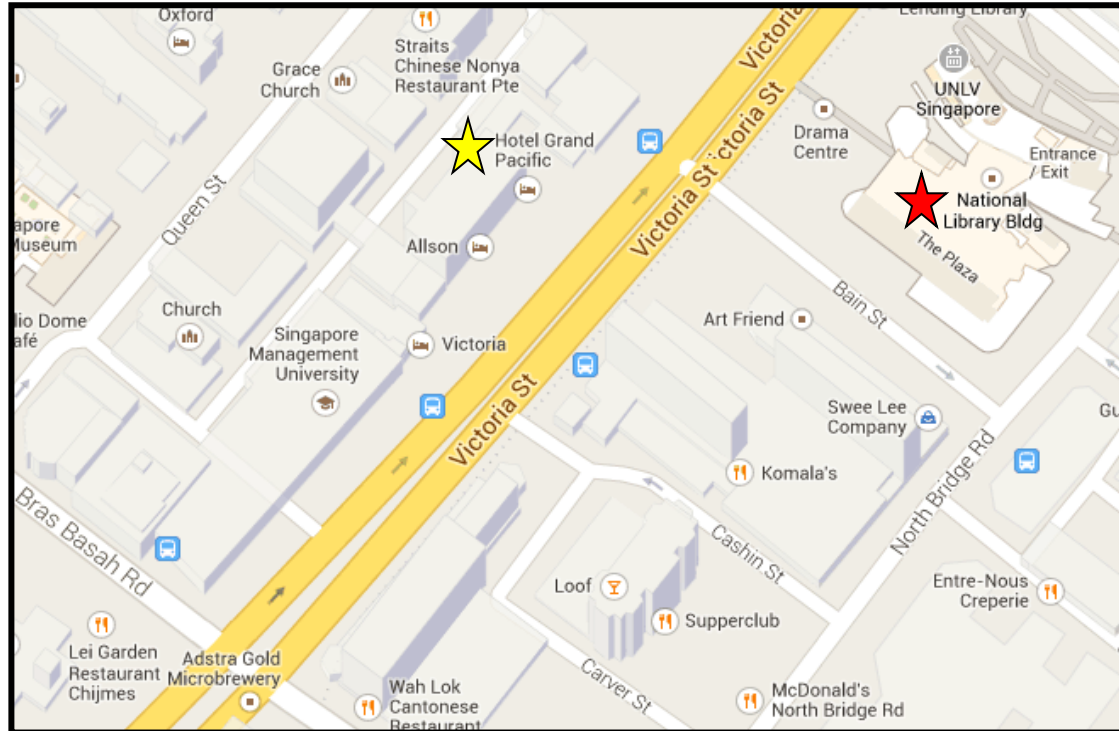 Oxford
Straits
Chinese Nonya
Restaurant Pte
Grace
Church
Victoria
Lending Library
UNLV
Singapore
Victoria St
Hotel Grand
Pacific
Drama
Centre
Entrance
/ Exit
National
Library Bldg
The Plaza
Queen St
Victoria St
apore
Museum
Allson
Bain St
Church
lio Dome
afé
Singapore
Management
University
Victoria
Art Friend
Victoria St
Swee Lee
Company
Gu
Komala's
North Bridge Rd
Bras Basah Rd
Cashin St
Loof
Supperclub
Entre-Nous
Creperie
Lei Garden
Restaurant
Chijmes
Adstra Gold
Microbrewery
Carver St
Wah Lok
Cantonese
Restaurant
McDonald's
North Bridge Rd